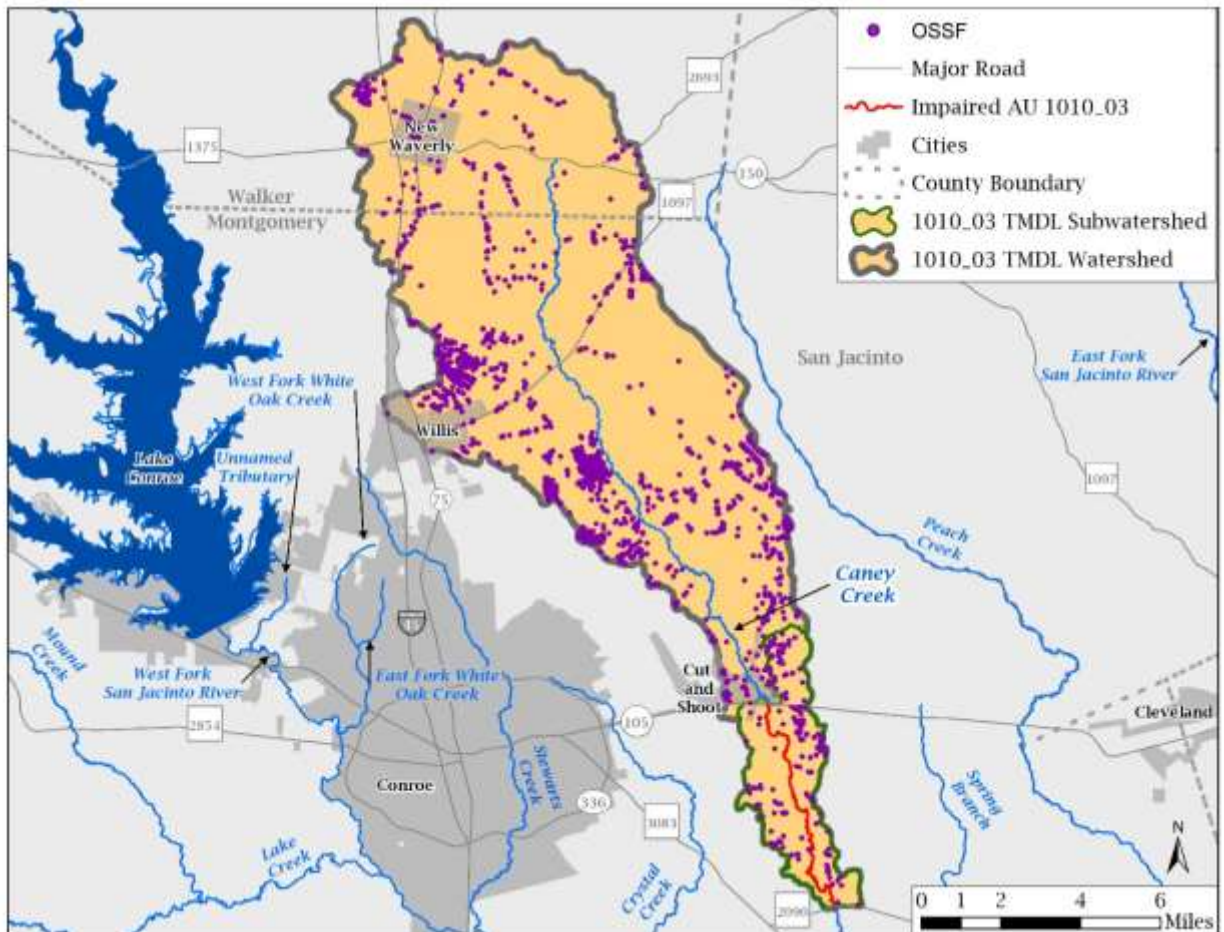 OSSF
Major Road
Impaired AU 1010_03
Cities
County Boundary
1010_03 TMDL Subwatershed
1010_03 TMDL Watershed
2693
New
Waverly
1375
150
Walker
Montgomery
1097
San Jacinto
East Fork
San Jacinto River
West Fork White
Oak Creek
Willis
Lake
Conroe
Unnamed
Tributary
75
1097
Peach
Creek
Caney
Creek
Mound
Creek
West Fork
San Jacinto River
East Fork White
Oak Creek
Cut
and
Shoot
105
Cleveland
2854
Stewarts
Creek
Conroe
336
3083
Spring
Branch
Lake
Creek
Crystal
Creek
2090
N
0 1 2 4 6
Miles